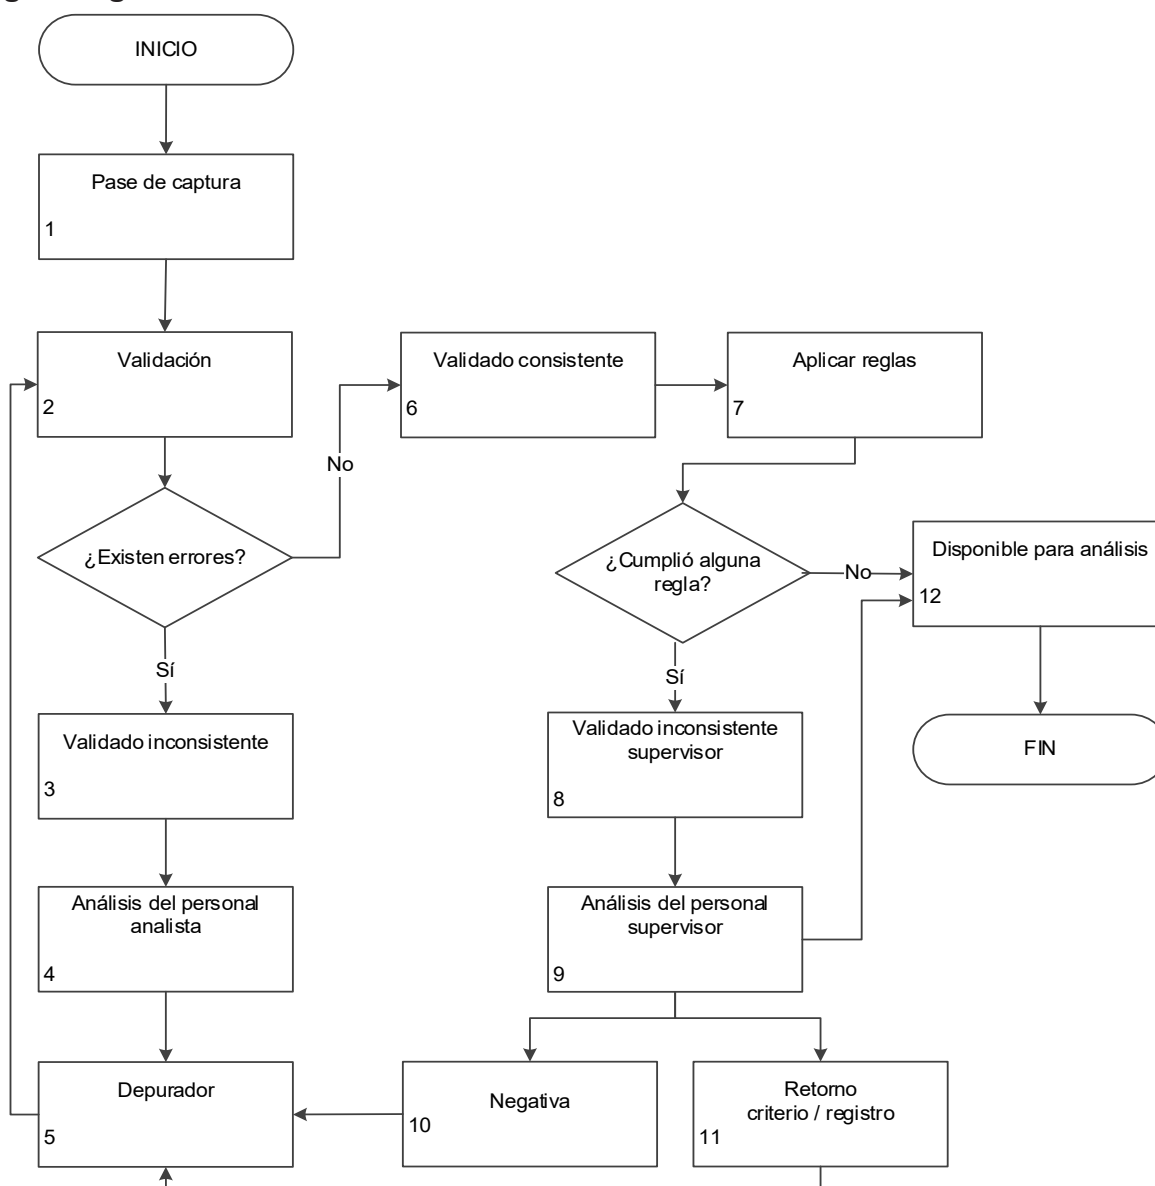 INICIO
Pase de captura
1
Validación
2
Validado consistente
6
Aplicar reglas
7
No
¿Existen errores?
¿Cumplió alguna
regla?
No
Disponible para análisis
12
Sí
Sí
Validado inconsistente
3
Validado inconsistente
supervisor
8
FIN
Análisis del personal
analista
4
Análisis del personal
supervisor
9
Depurador
5
Negativa
10
Retorno
criterio / registro
11